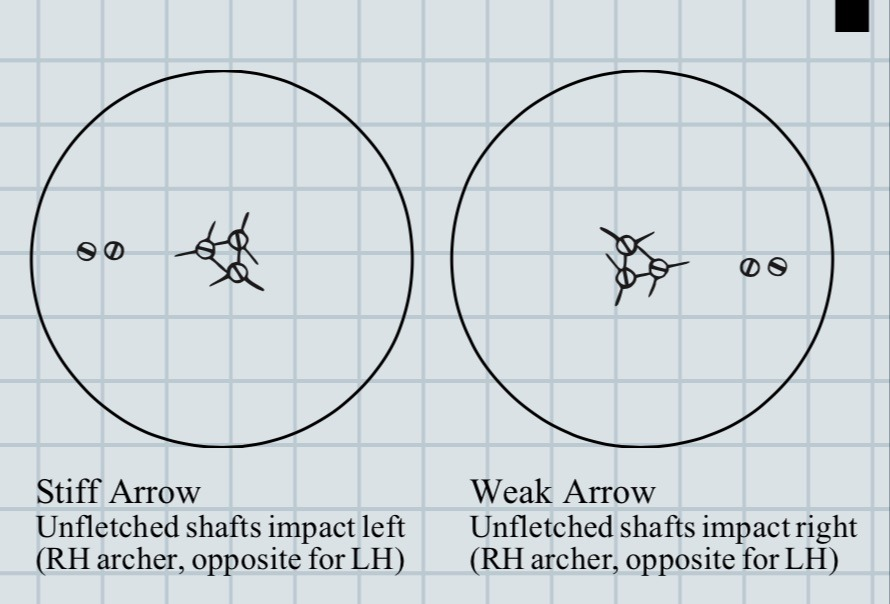 Stiff Arrow
Unfletched shafts impact left
(RH archer, opposite for LH)
Weak Arrow
Unfletched shafts impact right
(RH archer, opposite for LH)